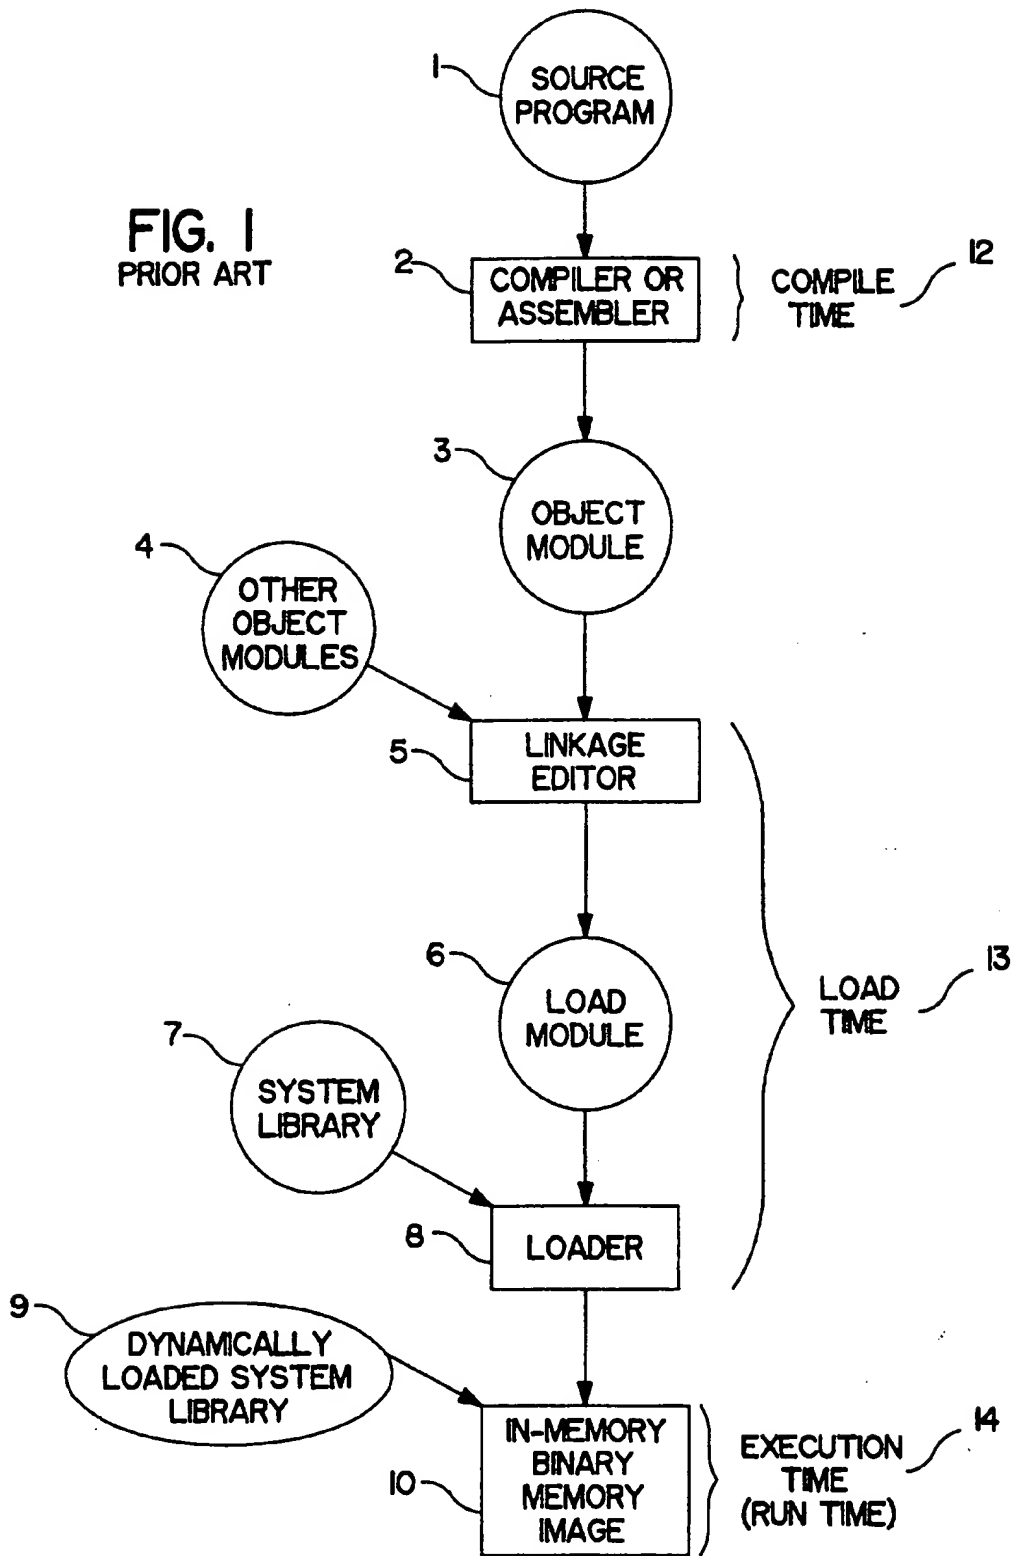 1
SOURCE
PROGRAM
FIG. 1
PRIOR ART
2
COMPILER OR
ASSEMBLER
COMPILE
TIME
12
3
OBJECT
MODULE
4
OTHER
OBJECT
MODULES
5
LINKAGE
EDITOR
6
LOAD
MODULE
LOAD
TIME
13
7
SYSTEM
LIBRARY
8
LOADER
9
DYNAMICALLY
LOADED SYSTEM
LIBRARY
10
IN-MEMORY
BINARY
MEMORY
IMAGE
EXECUTION
TIME
(RUN TIME)
14